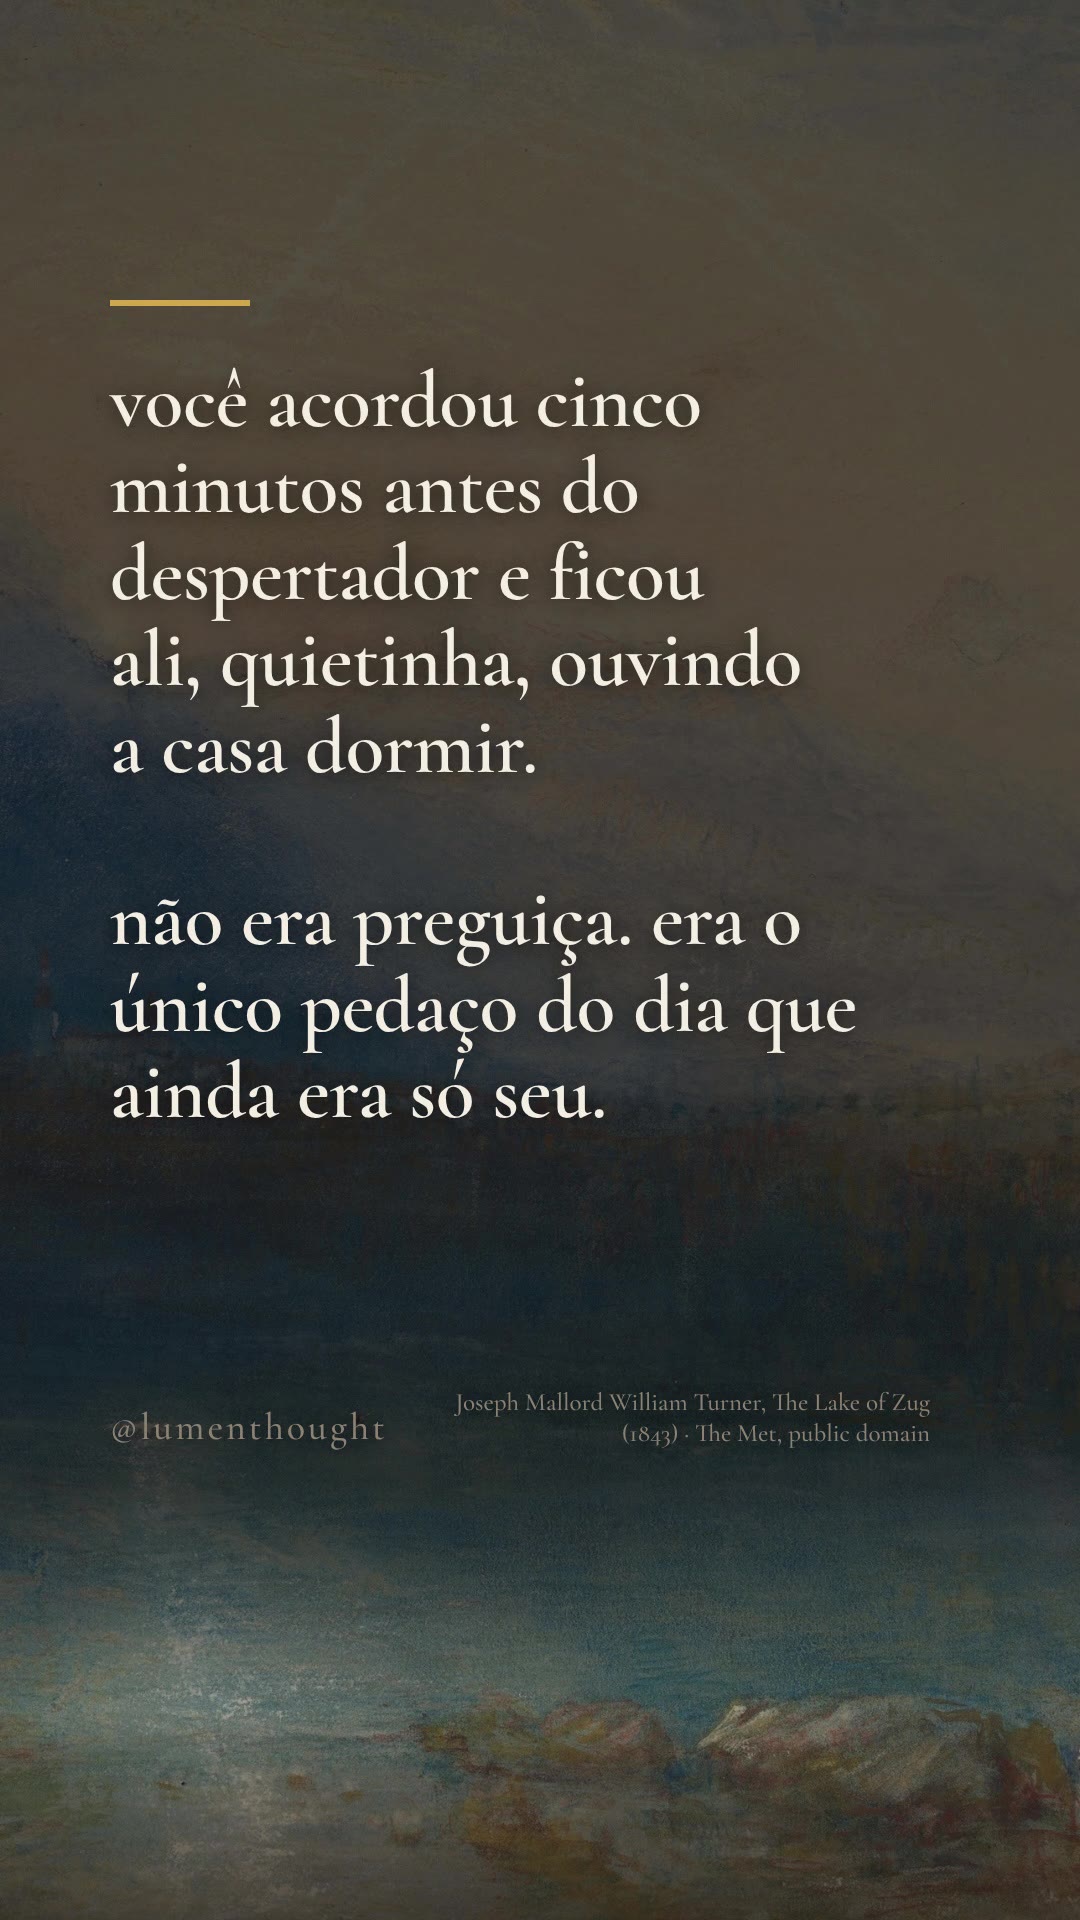 você acordou cinco
minutos antes do
despertador e ficou
ali, quietinha, ouvindo
a casa dormir.
não era preguiça. era o
único pedaço do dia que
ainda era só seu.
@lumenthought
Joseph Mallord William Turner, The Lake of Zug
(1843) · The Met, public domain